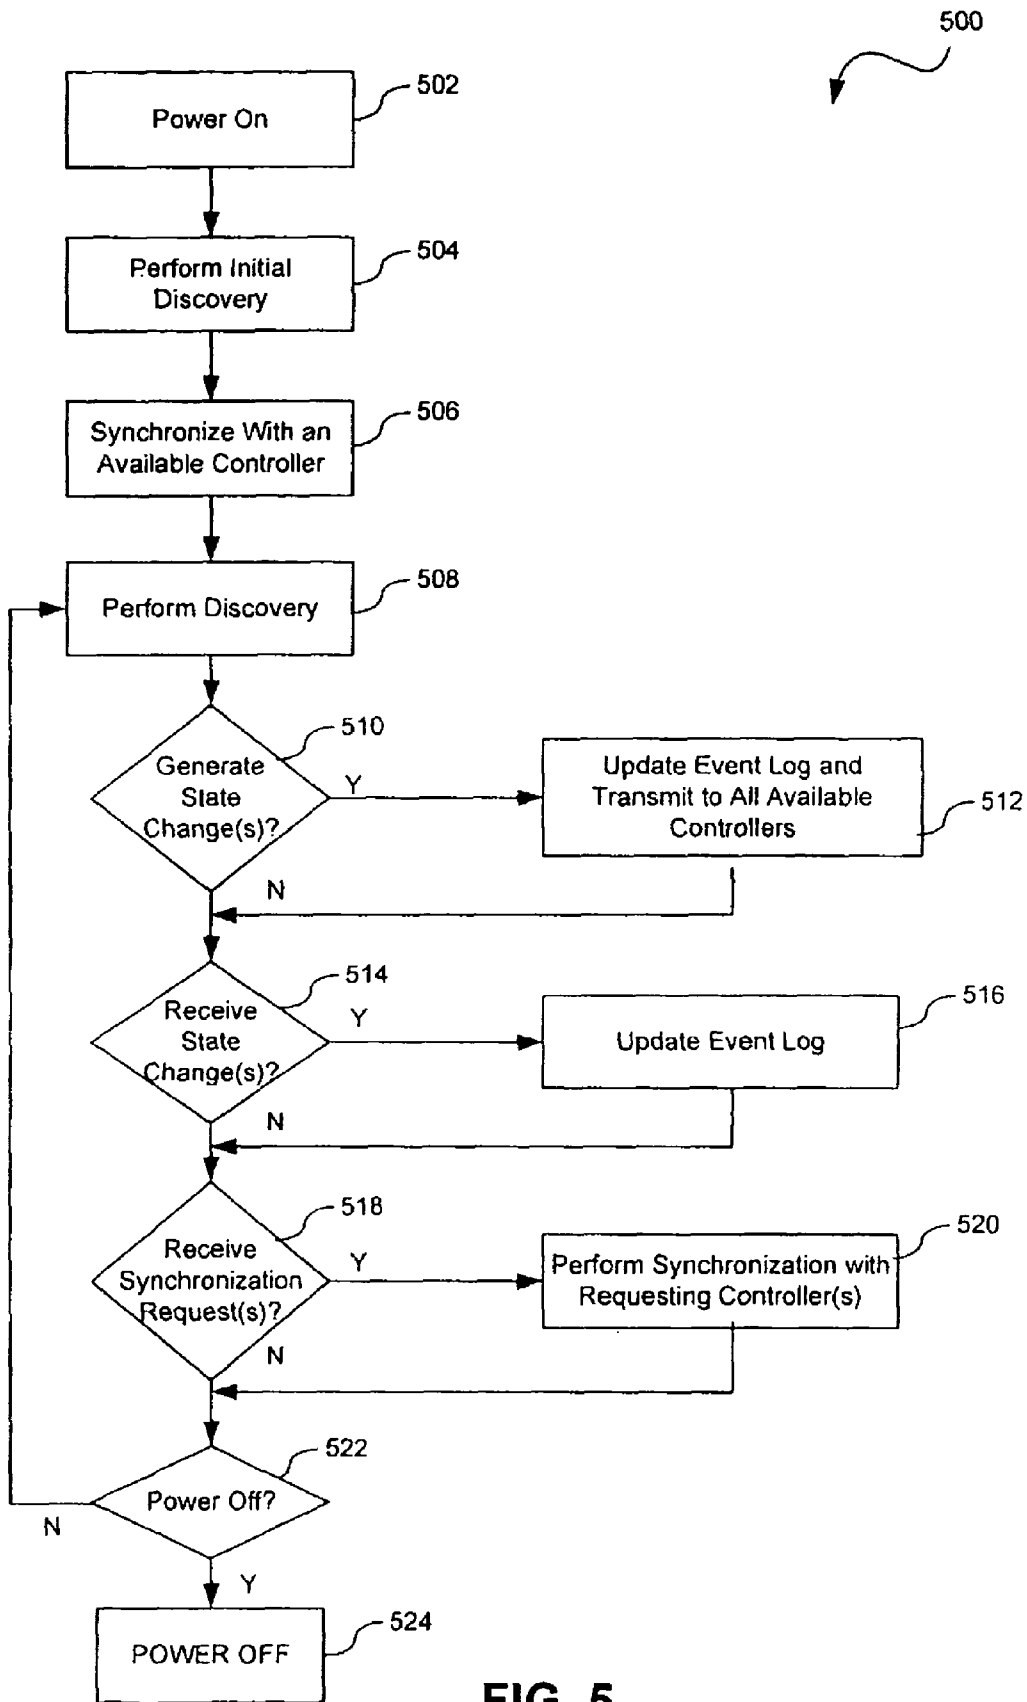 500
502
Power On
504
Perform Initial
Discovery
506
Synchronize With an
Available Controller
508
Perform Discovery
510
Generate
State
Change(s)?
Y
Update Event Log and
Transmit to All Available
Controllers
512
N
514
Receive
State
Change(s)?
Y
Update Event Log
516
N
518
Receive
Synchronization
Request(s)?
Y
Perform Synchronization with
Requesting Controller(s)
520
N
522
Power Off?
N
Y
524
POWER OFF
FIG. 5